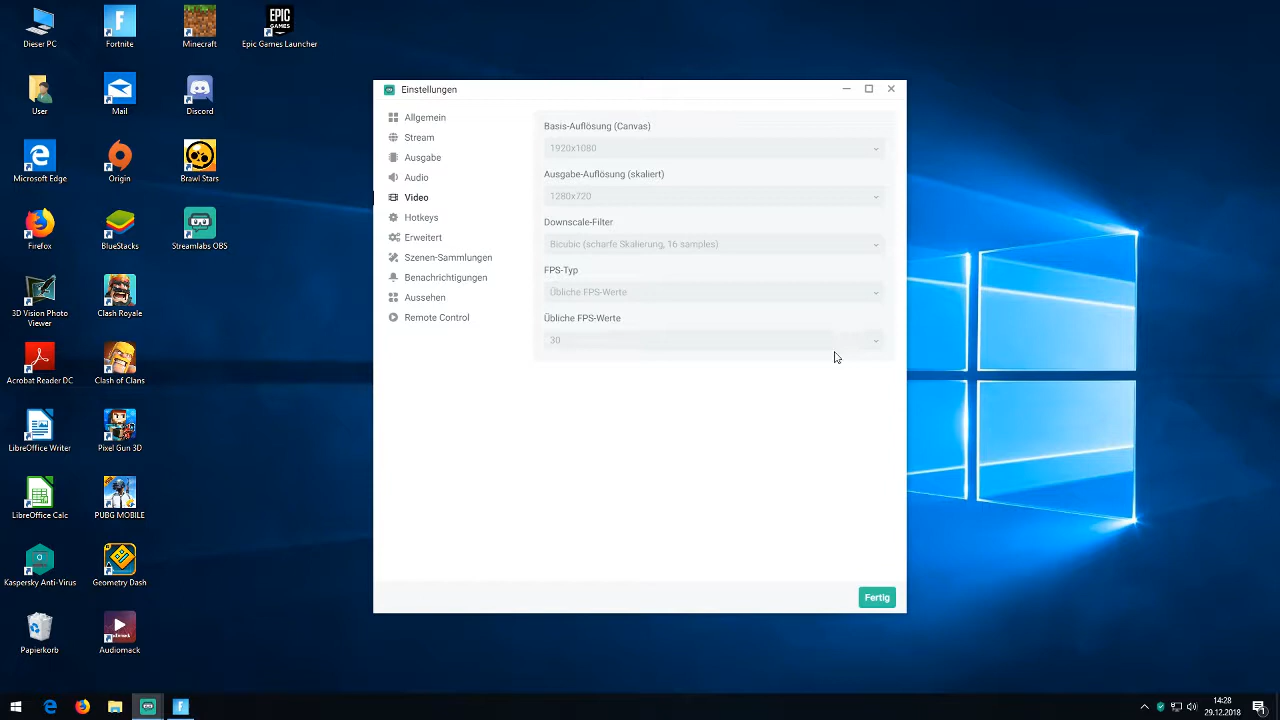 Dieser PC
Fortnite
Minecraft
EPIC
GAMES
Epic Games Launcher
User
Mail
Discord
Microsoft Edge
Origin
Brawl Stars
Firefox
BlueStacks
Streamlabs OBS
3D Vision Photo
Viewer
Clash Royale
Acrobat Reader DC
Clash of Clans
LibreOffice Writer
Pixel Gun 3D
LibreOffice Calc
PUBG MOBILE
Kaspersky Anti-Virus
Geometry Dash
Papierkorb
Audiomack
Einstellungen
Allgemein
Stream
Ausgabe
Audio
Video
Hotkeys
Erweitert
Szenen-Sammlungen
Benachrichtigungen
Aussehen
Remote Control
Basis-Auflösung (Canvas)
1920x1080
Ausgabe-Auflösung (skaliert)
1280x720
Downscale-Filter
Bicubic (scharfe Skalierung, 16 samples)
FPS-Typ
Übliche FPS-Werte
Übliche FPS-Werte
30
Fertig
14:28
29.12.2018